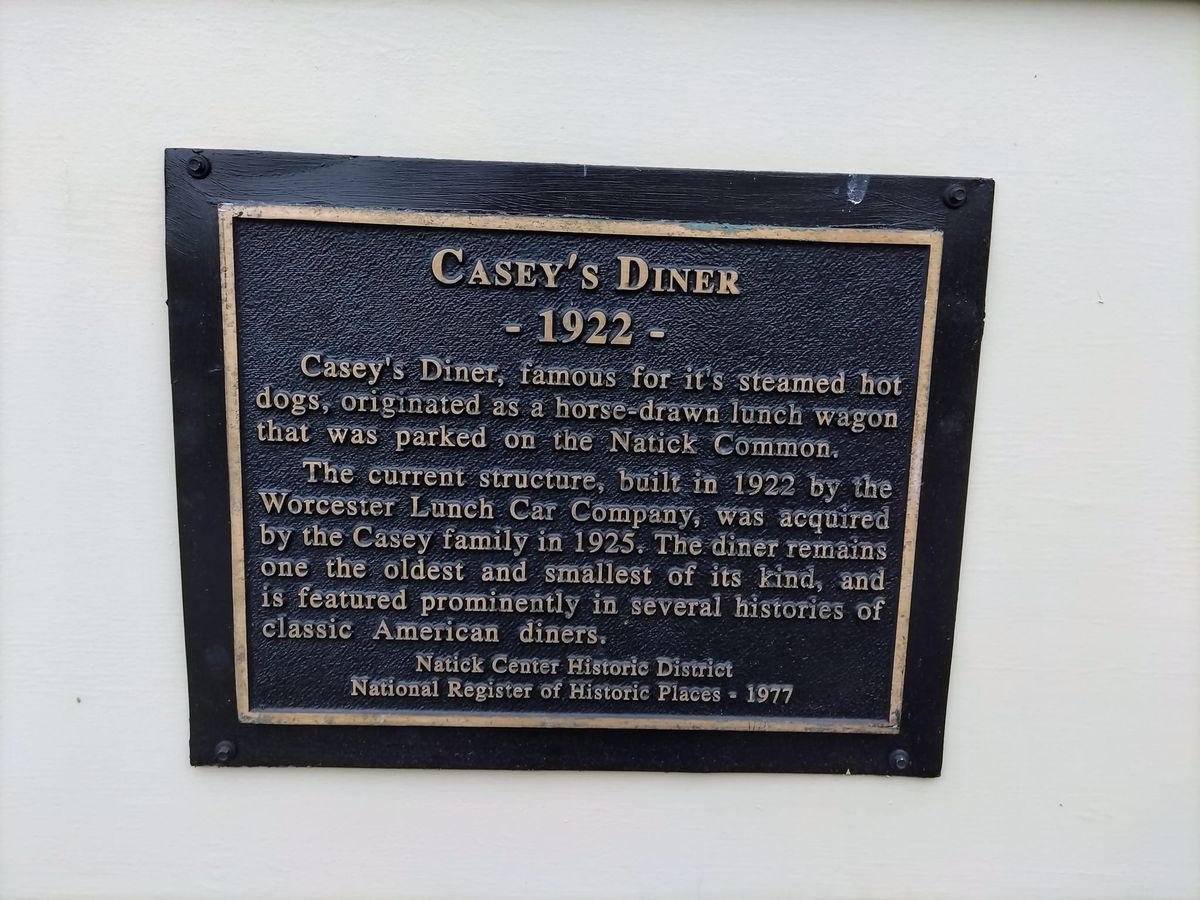 CASEY'S DINER
- 1922 -
Casey's Diner, famous for it's steamed hot
dogs, originated as a horse-drawn lunch wagon
that was parked on the Natick Common.
The current structure, built in 1922 by the
Worcester Lunch Car Company, was acquired
by the Casey family in 1925. The diner remains
one the oldest and smallest of its kind, and
is featured prominently in several histories of
classic American diners.
Natick Center Historic District
National Register of Historic Places - 1977